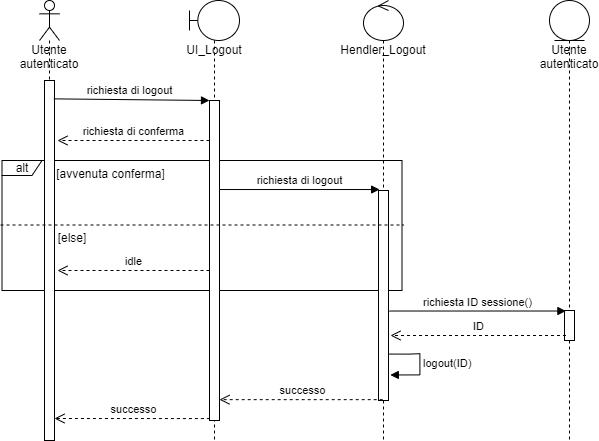 Utente
autenticato
UI_Logout
Hendler_Logout
Utente
autenticato
richiesta di logout
richiesta di conferma
alt
[avvenuta conferma]
richiesta di logout
[else]
idle
richiesta ID sessione()
ID
logout(ID)
successo
successo